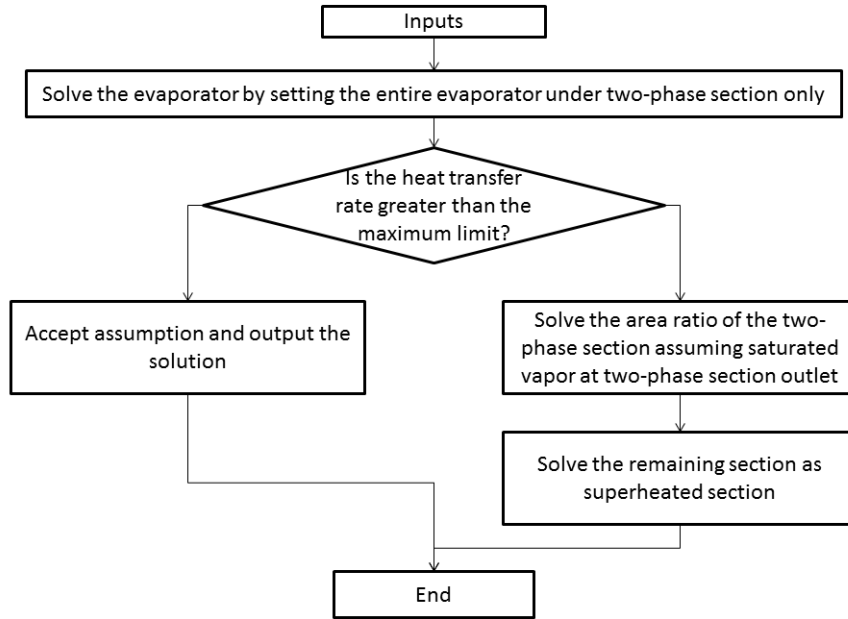 Inputs
Solve the evaporator by setting the entire evaporator under two-phase section only
Is the heat transfer
rate greater than the
maximum limit?
Accept assumption and output the
solution
Solve the area ratio of the two-
phase section assuming saturated
vapor at two-phase section outlet
Solve the remaining section as
superheated section
End